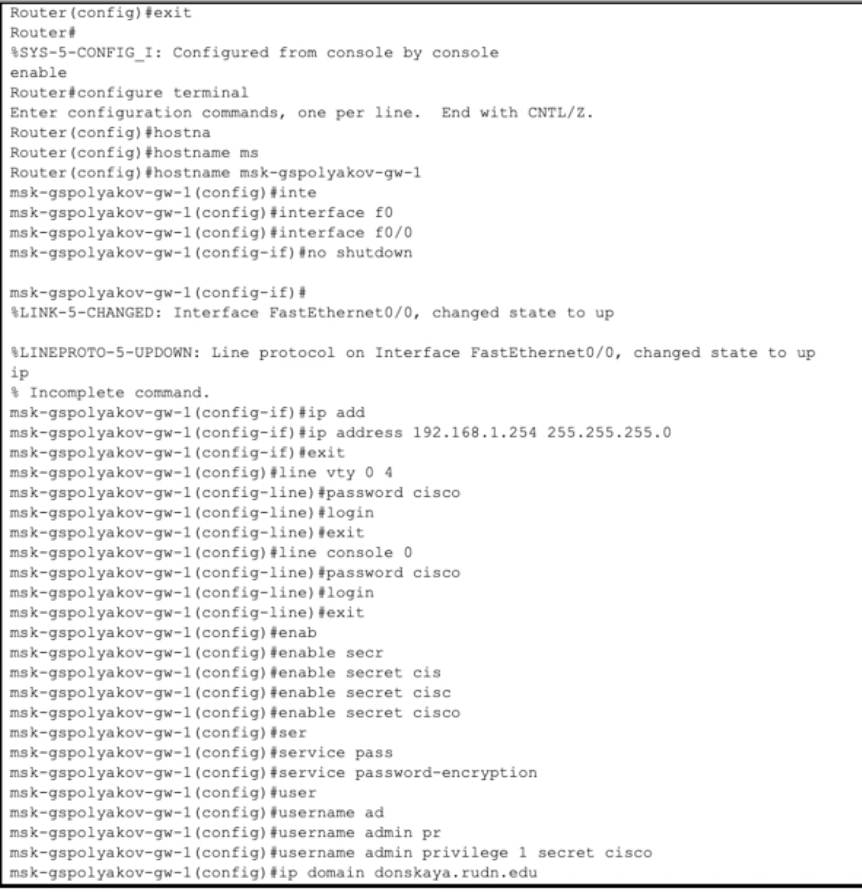 Router(config)#exit
Router#
%SYS-5-CONFIG_I: Configured from console by console
enable
Router#configure terminal
Enter configuration commands, one per line.  End with CNTL/Z.
Router(config)#hostna
Router(config)#hostname ms
Router(config)#hostname msk-gspolyakov-gw-1
msk-gspolyakov-gw-1(config)#inte
msk-gspolyakov-gw-1(config)#interface f0
msk-gspolyakov-gw-1(config)#interface f0/0
msk-gspolyakov-gw-1(config-if)#no shutdown

msk-gspolyakov-gw-1(config-if)#
%LINK-5-CHANGED: Interface FastEthernet0/0, changed state to up

%LINEPROTO-5-UPDOWN: Line protocol on Interface FastEthernet0/0, changed state to up
ip
% Incomplete command.
msk-gspolyakov-gw-1(config-if)#ip add
msk-gspolyakov-gw-1(config-if)#ip address 192.168.1.254 255.255.255.0
msk-gspolyakov-gw-1(config-if)#exit
msk-gspolyakov-gw-1(config)#line vty 0 4
msk-gspolyakov-gw-1(config-line)#password cisco
msk-gspolyakov-gw-1(config-line)#login
msk-gspolyakov-gw-1(config-line)#exit
msk-gspolyakov-gw-1(config)#line console 0
msk-gspolyakov-gw-1(config-line)#password cisco
msk-gspolyakov-gw-1(config-line)#login
msk-gspolyakov-gw-1(config-line)#exit
msk-gspolyakov-gw-1(config)#enab
msk-gspolyakov-gw-1(config)#enable secr
msk-gspolyakov-gw-1(config)#enable secret cis
msk-gspolyakov-gw-1(config)#enable secret cisc
msk-gspolyakov-gw-1(config)#enable secret cisco
msk-gspolyakov-gw-1(config)#ser
msk-gspolyakov-gw-1(config)#service pass
msk-gspolyakov-gw-1(config)#service password-encryption
msk-gspolyakov-gw-1(config)#user
msk-gspolyakov-gw-1(config)#username ad
msk-gspolyakov-gw-1(config)#username admin pr
msk-gspolyakov-gw-1(config)#username admin privilege 1 secret cisco
msk-gspolyakov-gw-1(config)#ip domain donskaya.rudn.edu